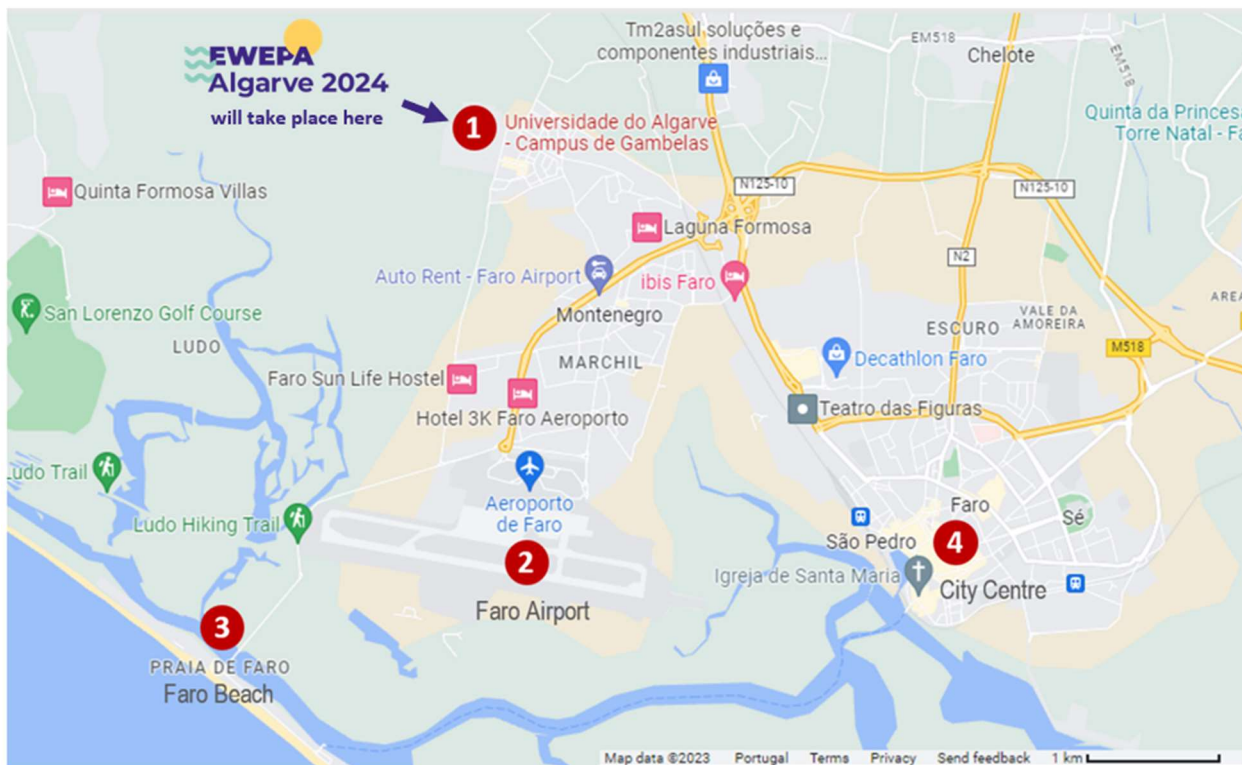 EWEPA
Algarve 2024
will take place here
Tm2asul soluções e
componentes industriais...
EM518
Chelote
EM518
1
Universidade do Algarve
- Campus de Gambelas
Quinta da Princesa
Torre Natal - Fa
Quinta Formosa Villas
N125-10
N125-10
Laguna Formosa
N2
Auto Rent - Faro Airport
ibis Faro
San Lorenzo Golf Course
Montenegro
VALE DA
AMOREIRA
AREA
ESCURO
LUDO
MARCHIL
Decathlon Faro
M518
Faro Sun Life Hostel
Hotel 3K Faro Aeroporto
Teatro das Figuras
Ludo Trail
Aeroporto
de Faro
Faro
Sé
Ludo Hiking Trail
São Pedro
4
2
Igreja de Santa Maria
City Centre
Faro Airport
3
PRAIA DE FARO
Faro Beach
Map data ©2023 Portugal Terms Privacy Send feedback 1 km